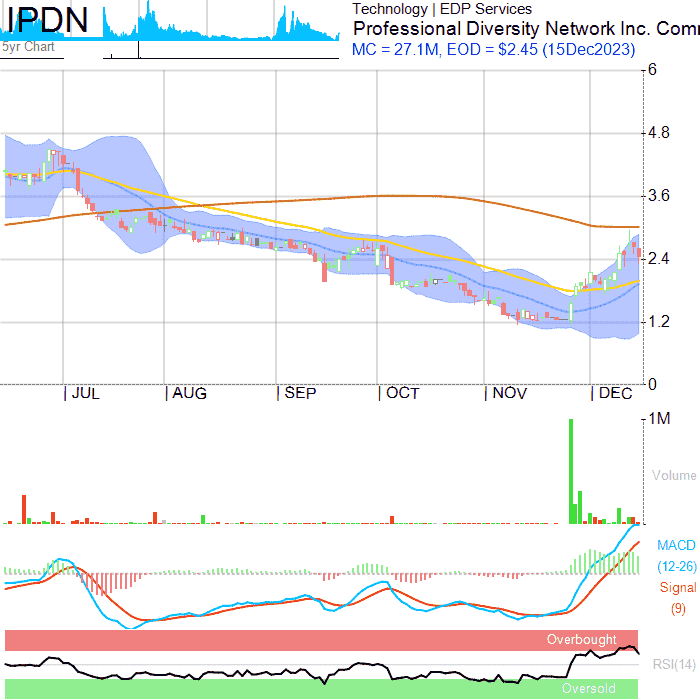 IPDN
5yr Chart
Technology | EDP Services
Professional Diversity Network Inc. Comm
MC = 27.1M, EOD = $2.45 (15Dec2023)
6
4.8
3.6
2.4
1.2
0
JUL AUG SEP OCT NOV DEC
1M
Volume
MACD
(12-26)
Signal
(9)
Overbought
RSI(14)
Oversold